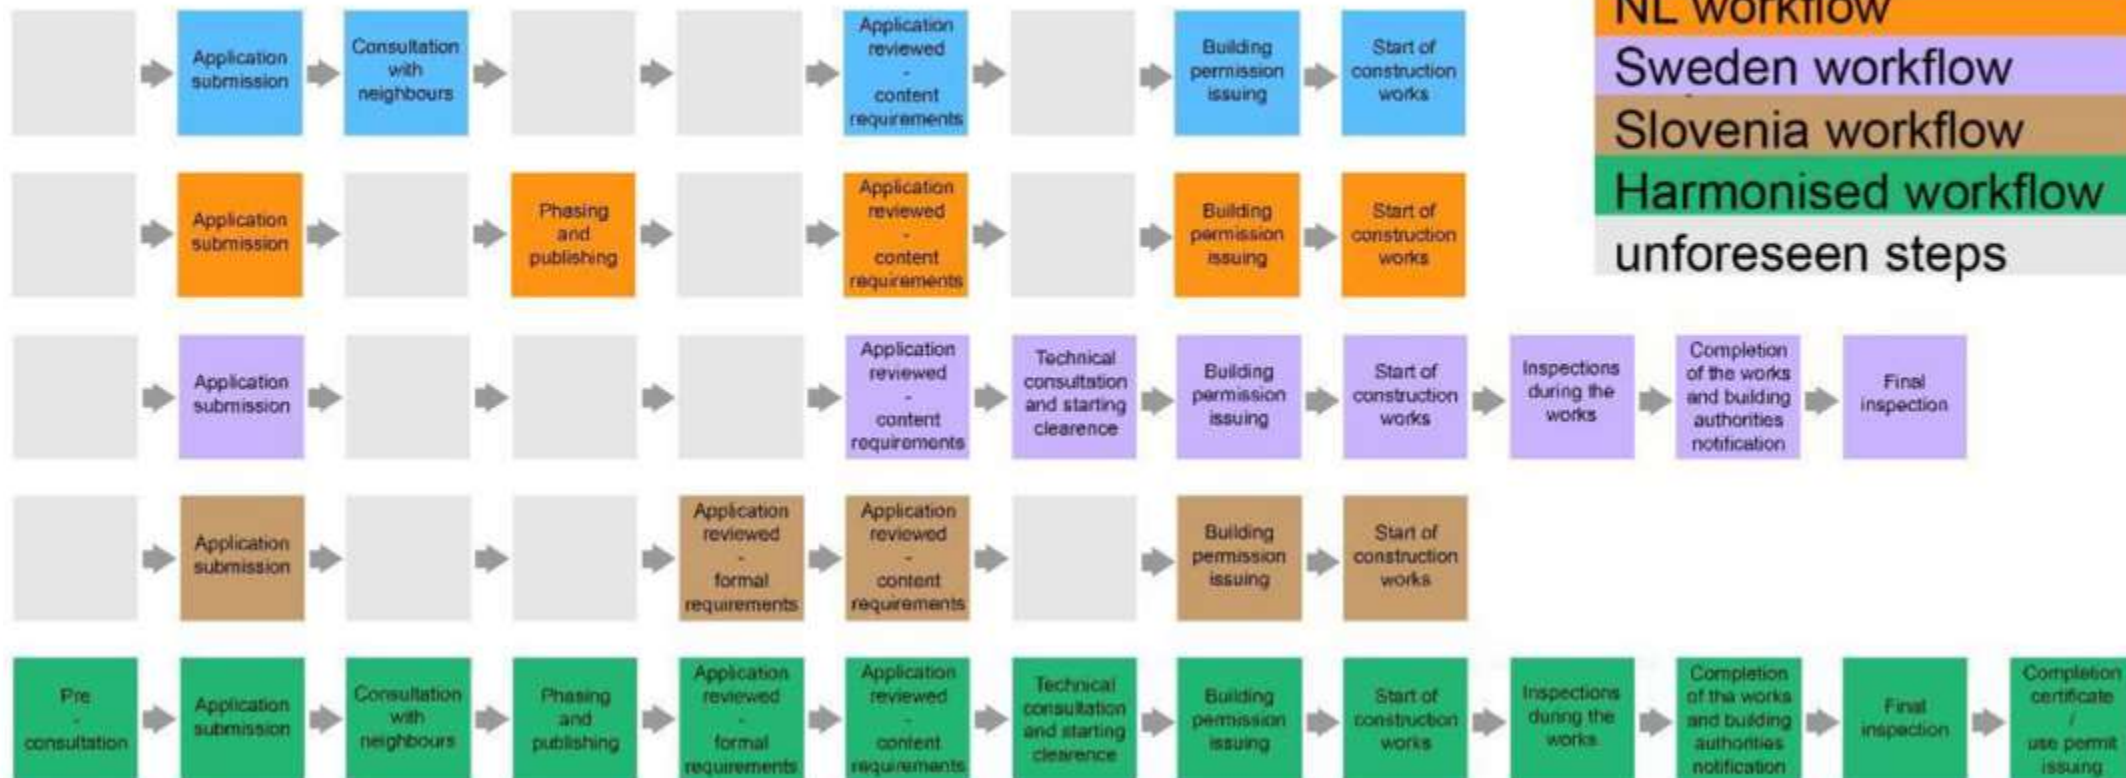 Application
submission
Consultation
with
neighbours
Application
reviewed
-
content
requirements
Building
permission
issuing
Start of
construction
works
NL workflow
Sweden workflow
Slovenia workflow
Harmonised workflow
unforeseen steps
Application
submission
Phasing
and
publishing
Application
reviewed
-
content
requirements
Building
permission
issuing
Start of
construction
works
Application
submission
Application
reviewed
-
content
requirements
Technical
consultation
and starting
clearence
Building
permission
issuing
Start of
construction
works
Inspections
during the
works
Completion
of the works
and building
authorities
notification
Final
inspection
Application
submission
Application
reviewed
-
formal
requirements
Application
reviewed
-
content
requirements
Building
permission
issuing
Start of
construction
works
Pre
-
consultation
Application
submission
Consultation
with
neighbours
Phasing
and
publishing
Application
reviewed
-
formal
requirements
Application
reviewed
-
content
requirements
Technical
consultation
and starting
clearence
Building
permission
issuing
Start of
construction
works
Inspections
during the
works
Completion
of the works
and building
authorities
notification
Final
inspection
Completion
certificate
/
use permit
issuing